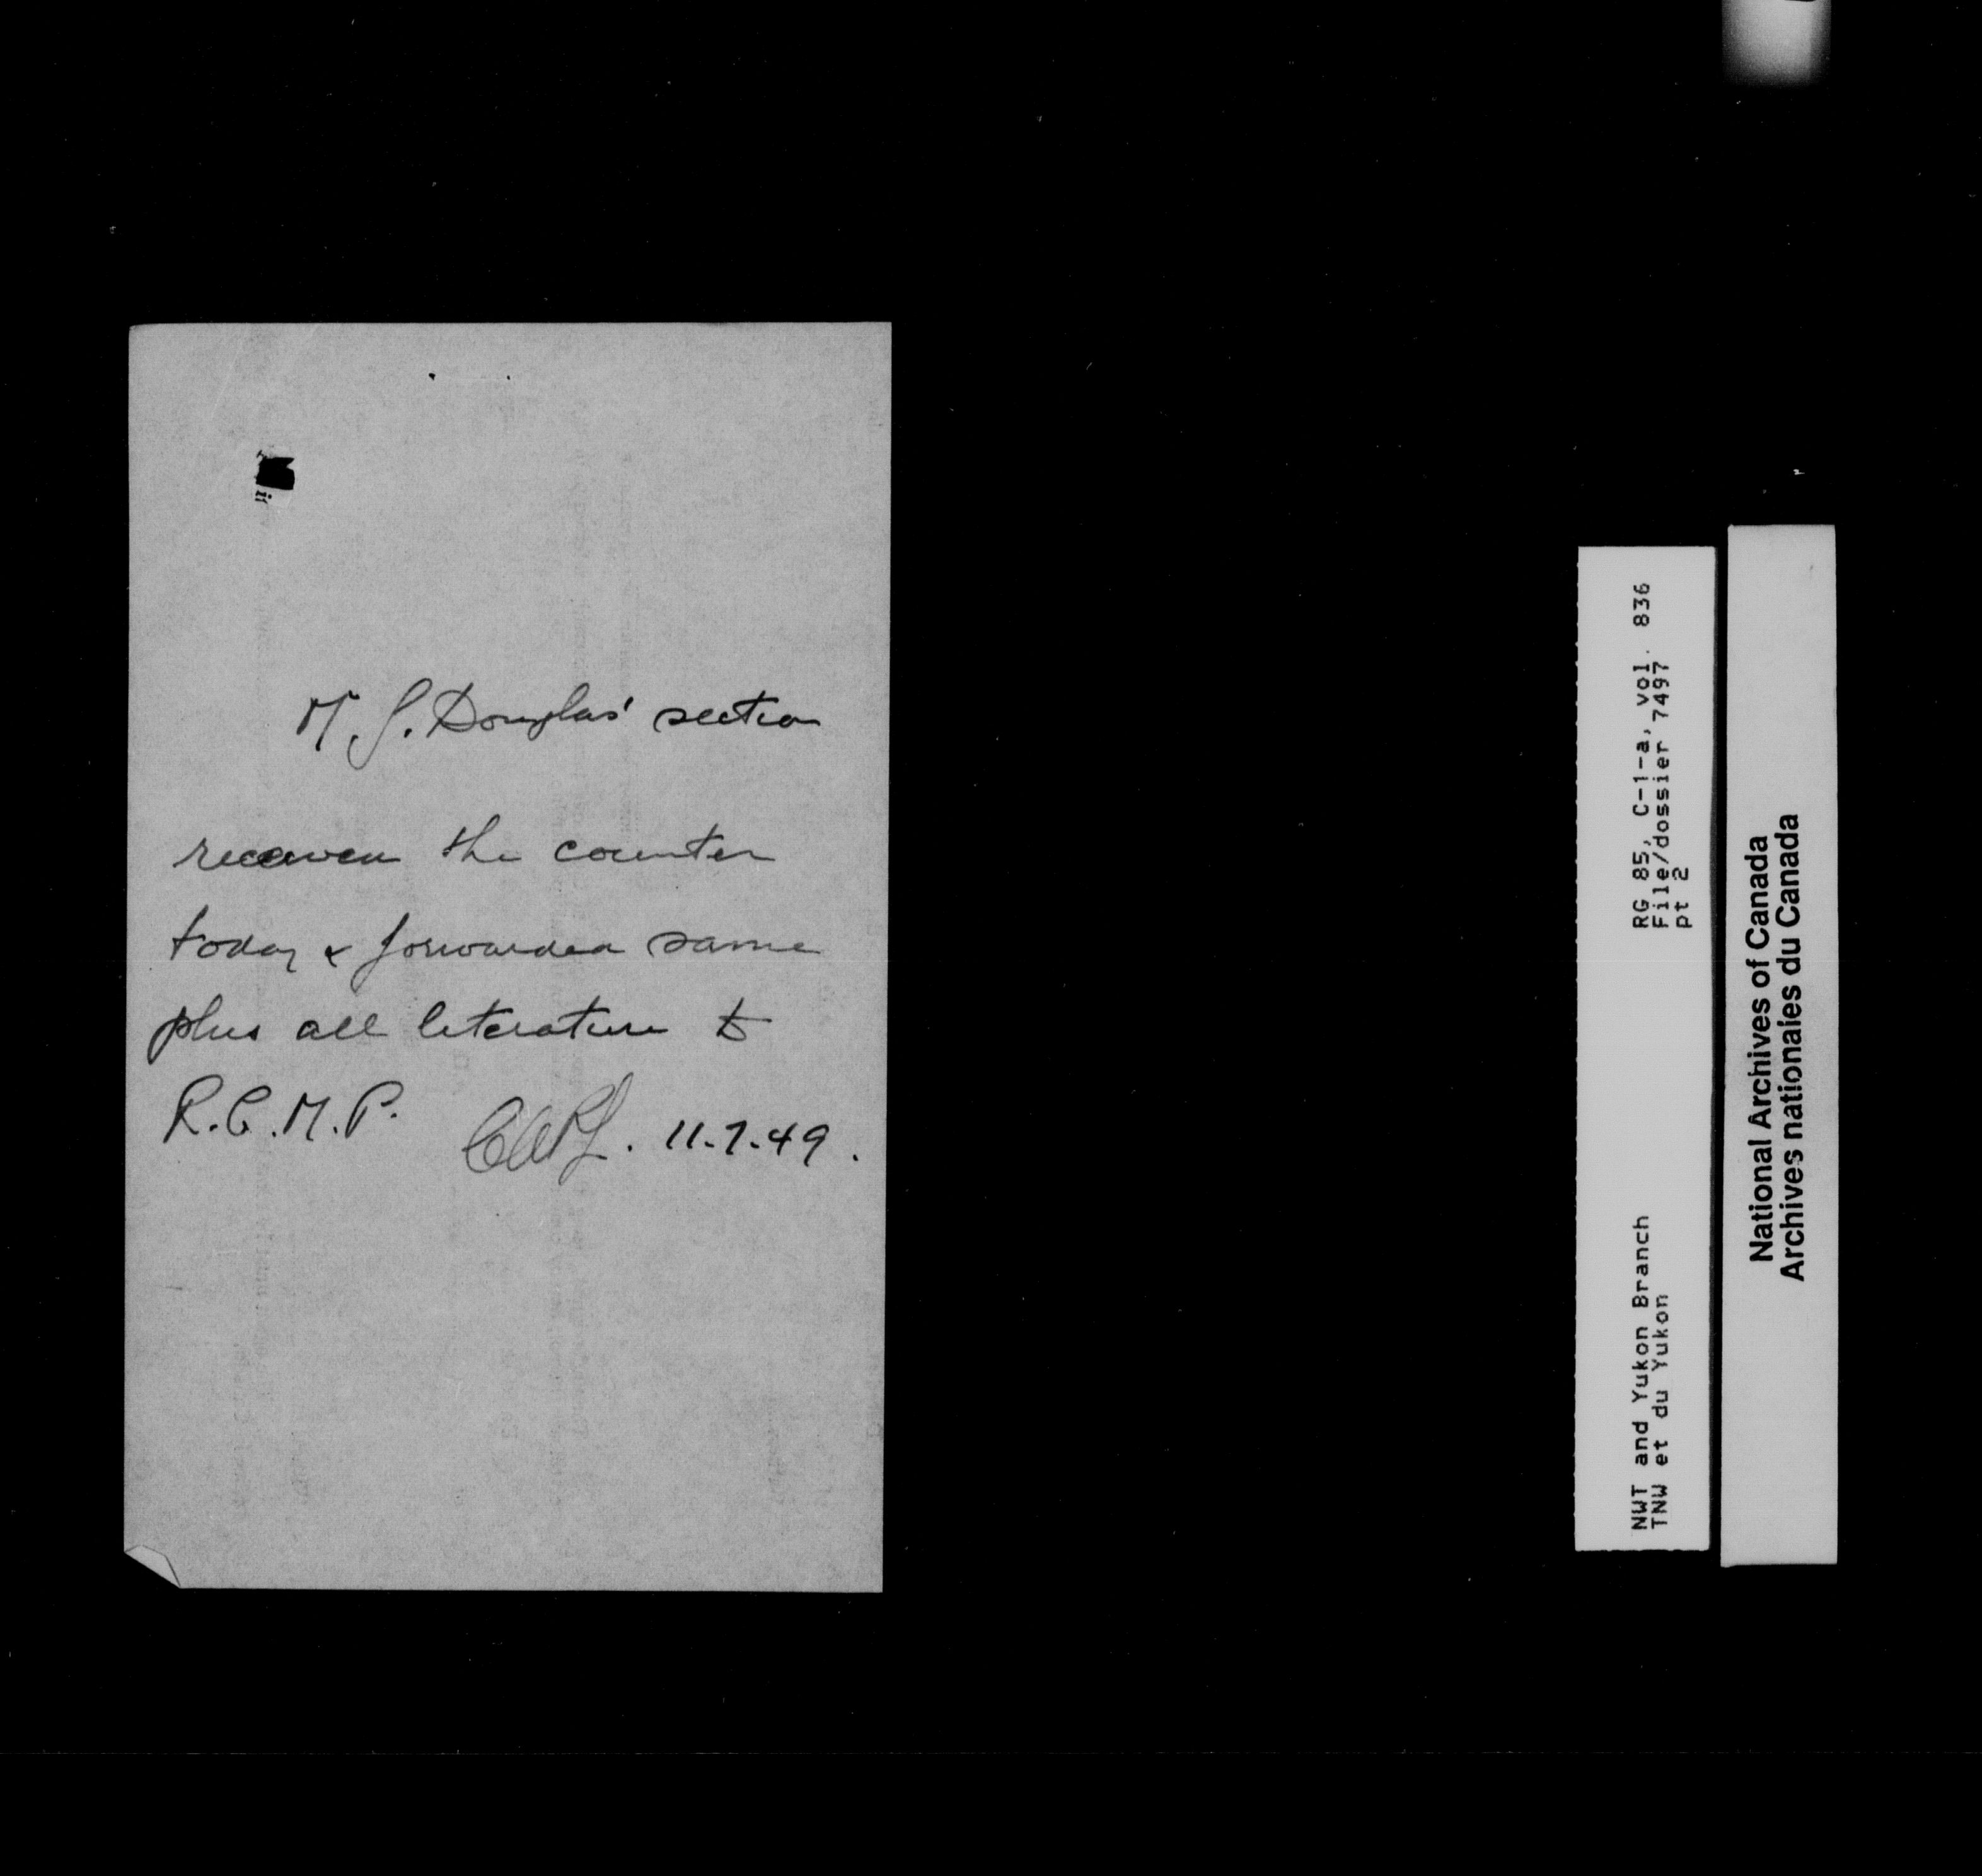 M. J. Douglas' section
received the counter
today & forwarded same
plus all literature to
R.C.M.P. 11-7-49.
RG 85, C-1-a, vol. 836
File/dossier 7497
pt 2
NWT and Yukon Branch
TNW et du Yukon
National Archives of Canada
Archives nationales du Canada